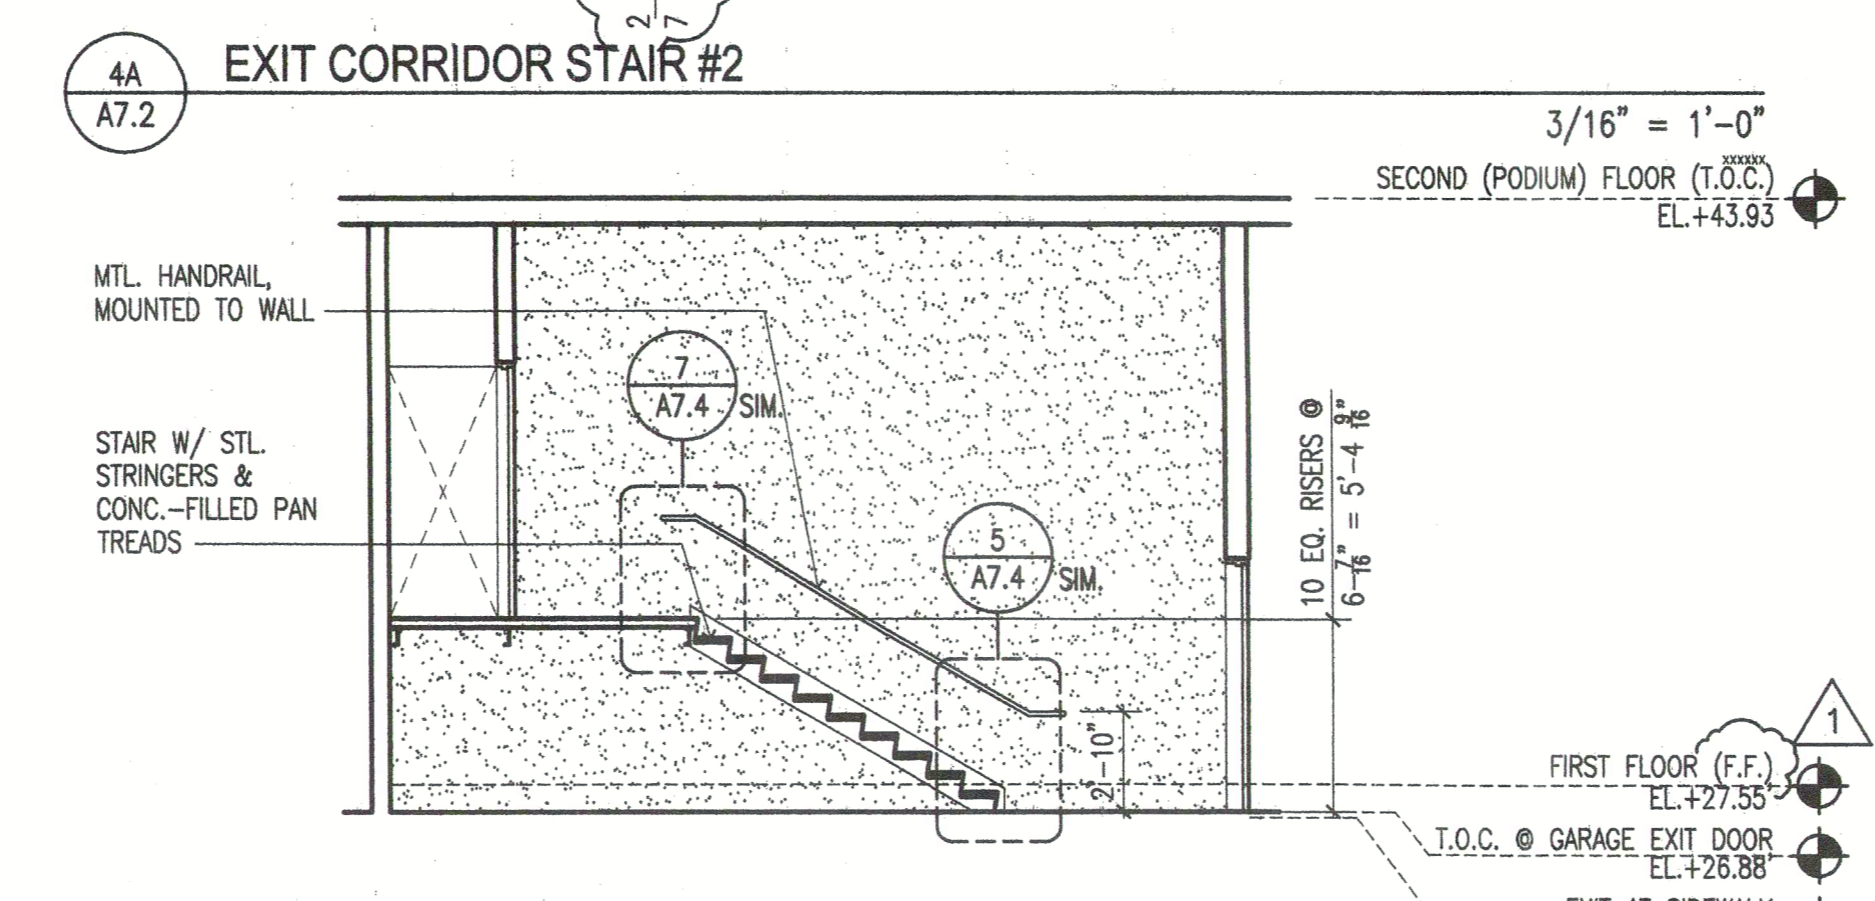 2
7
4A
A7.2
EXIT CORRIDOR STAIR #2
3/16" = 1'-0"
xxxxxx
SECOND (PODIUM) FLOOR (T.O.C.)
EL.+43.93
MTL. HANDRAIL,
MOUNTED TO WALL
7
A7.4
SIM.
STAIR W/ STL.
STRINGERS &
CONC.-FILLED PAN
TREADS
5
A7.4
SIM.
10 EQ. RISERS @
6-7/16" = 5'-4 9/16"
2'-10"
1
FIRST FLOOR (F.F.)
EL.+27.55'
T.O.C. @ GARAGE EXIT DOOR
EL.+26.88'